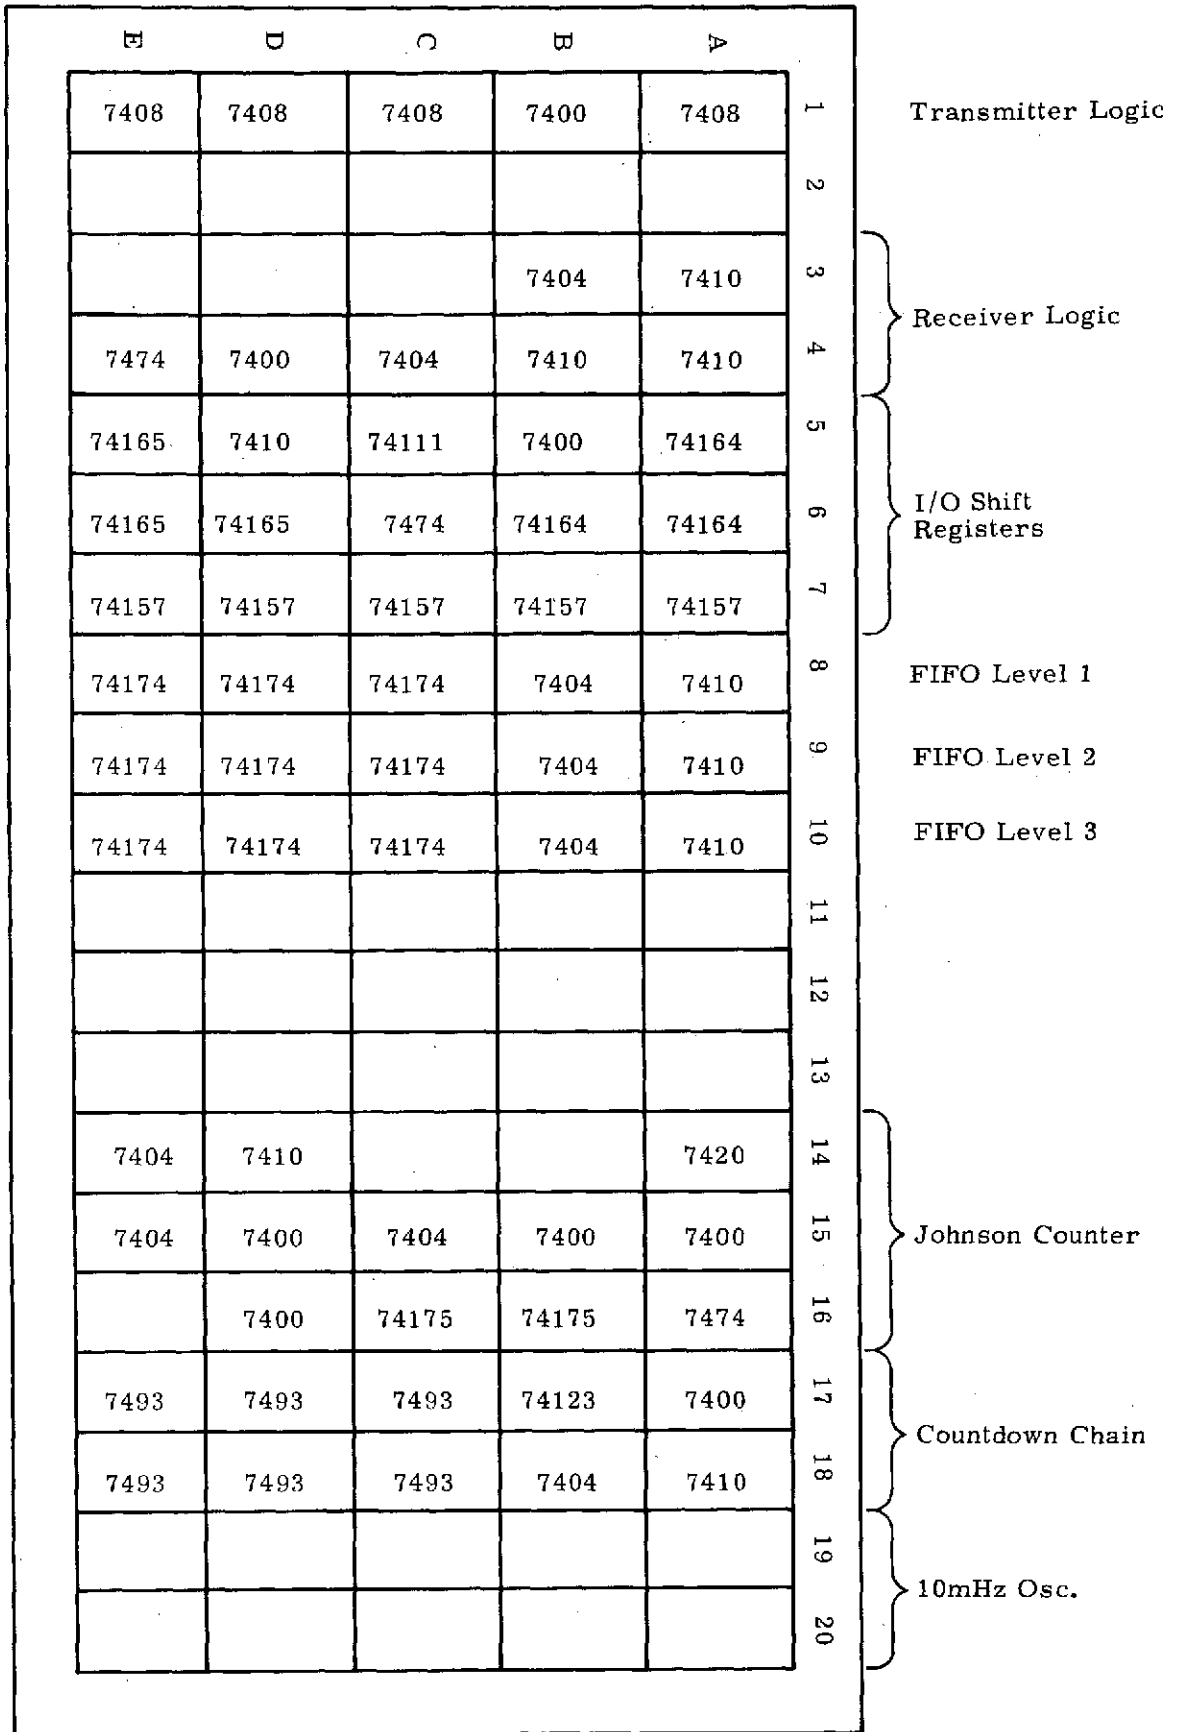 E D C B A
7408 7408 7408 7400 7408 1 Transmitter Logic
2
7404 7410 3
Receiver Logic
7474 7400 7404 7410 7410 4
74165 7410 74111 7400 74164 5
74165 74165 7474 74164 74164 6 I/O Shift
Registers
74157 74157 74157 74157 74157 7
74174 74174 74174 7404 7410 8 FIFO Level 1
74174 74174 74174 7404 7410 9 FIFO Level 2
74174 74174 74174 7404 7410 10 FIFO Level 3
11
12
13
7404 7410 7420 14
7404 7400 7404 7400 7400 15 Johnson Counter
7400 74175 74175 7474 16
7493 7493 7493 74123 7400 17
Countdown Chain
7493 7493 7493 7404 7410 18
19
10mHz Osc.
20